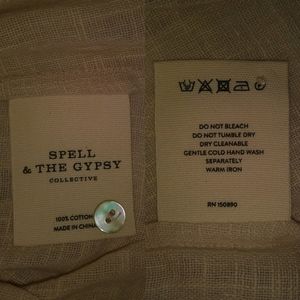 SPELL
& THE GYPSY
COLLECTIVE
100% COTTON
MADE IN CHINA
DO NOT BLEACH
DO NOT TUMBLE DRY
DRY CLEANABLE
GENTLE COLD HAND WASH
SEPARATELY
WARM IRON
RN 150890